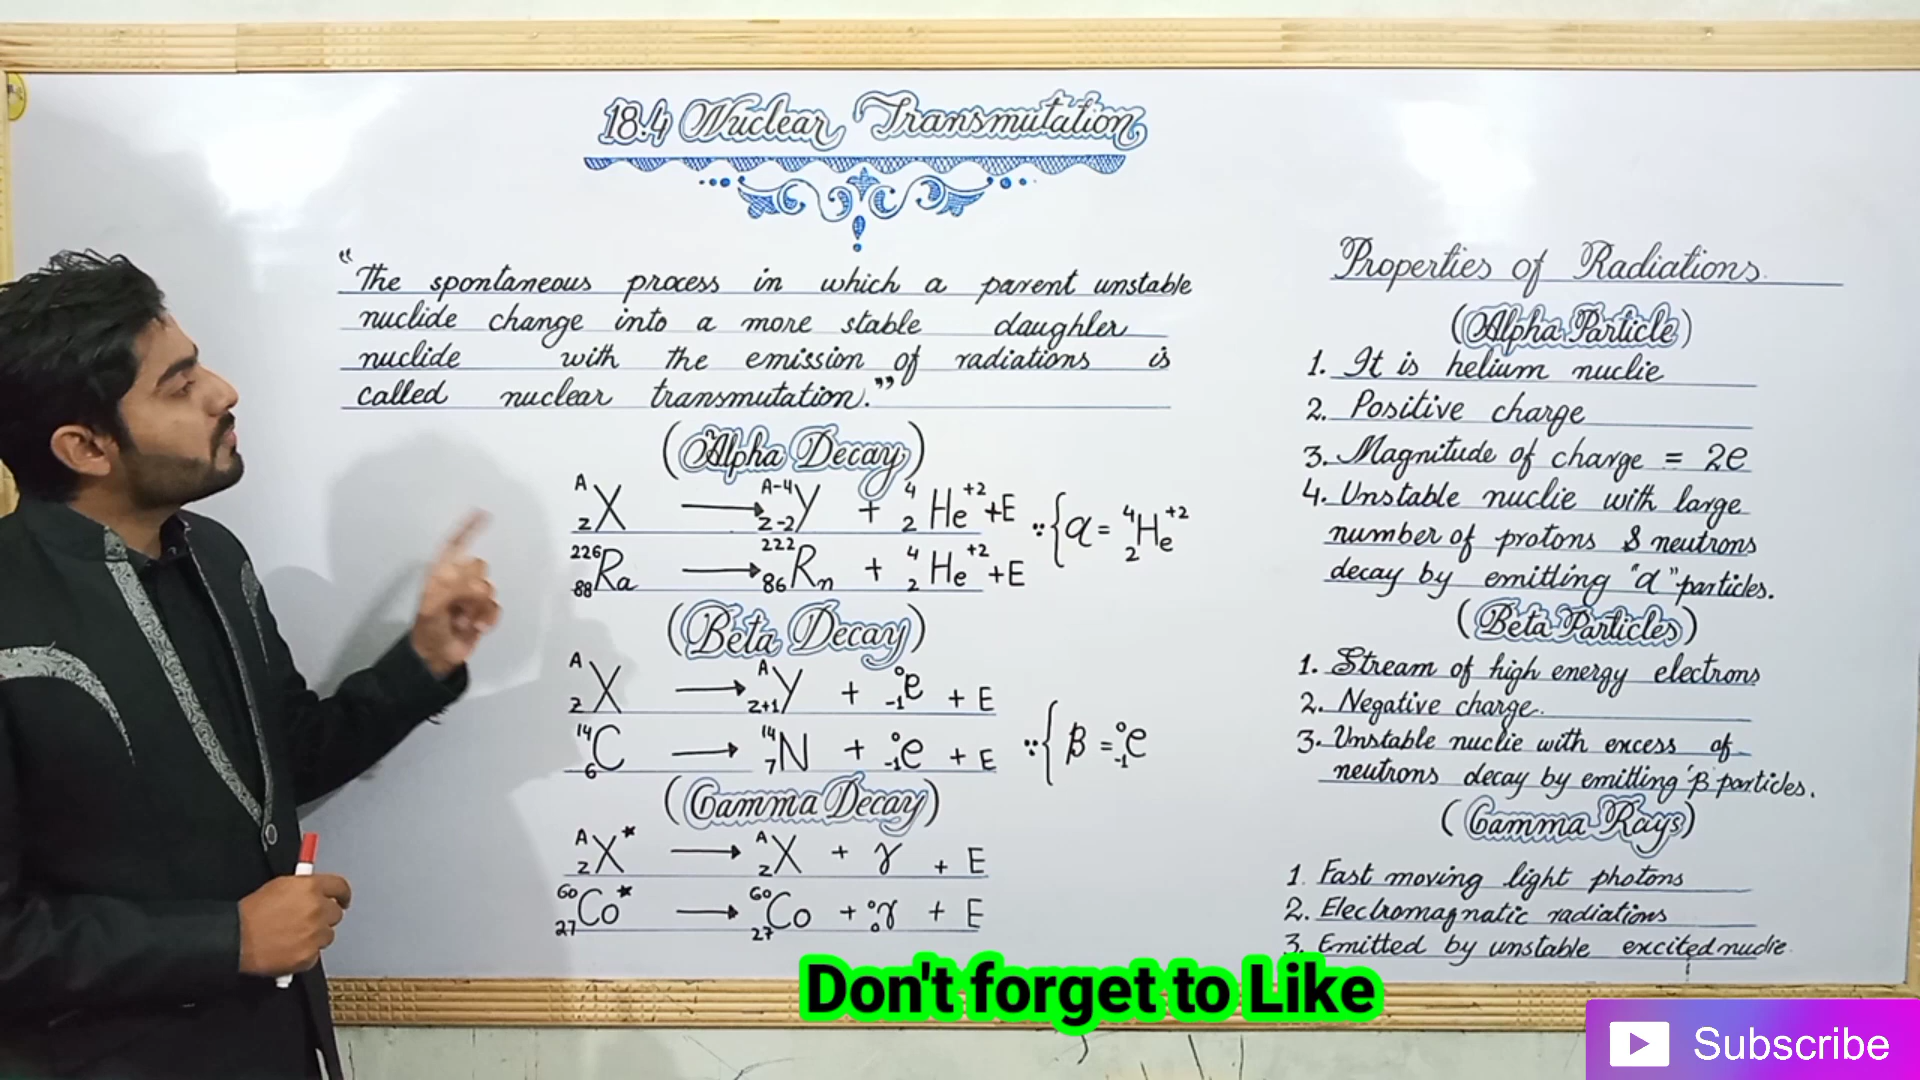 18.4 Nuclear Transmutation
"The spontaneous process in which a parent unstable
nuclide change into a more stable daughter
nuclide with the emission of radiations is
called nuclear transmutation."
(Alpha Decay)
ᴬ₂X → ᴬ⁻⁴₂₋₂Y + ⁴₂He⁺² + E ∵{α = ⁴₂He⁺²
²²⁶₈₈Ra → ²²²₈₆Rn + ⁴₂He⁺² + E
(Beta Decay)
ᴬ₂X → ᴬ₂₊₁Y + ⁰₋₁e + E
¹⁴₆C → ¹⁴₇N + ⁰₋₁e + E ∵{β = ⁰₋₁e
(Gamma Decay)
ᴬ₂X* → ᴬ₂X + γ + E
⁶⁰₂₇Co* → ⁶⁰₂₇Co + ⁰₀γ + E
Properties of Radiations
(Alpha Particle)
1. It is helium nuclie
2. Positive charge
3. Magnitude of charge = 2e
4. Unstable nuclie with large
number of protons & neutrons
decay by emitting "α" particles.
(Beta Particles)
1. Stream of high energy electrons
2. Negative charge.
3. Unstable nuclie with excess of
neutrons decay by emitting 'β' particles.
(Gamma Rays)
1. Fast moving light photons
2. Electromagnatic radiations
3. Emitted by unstable excited nuclie.
Don't forget to Like
Subscribe